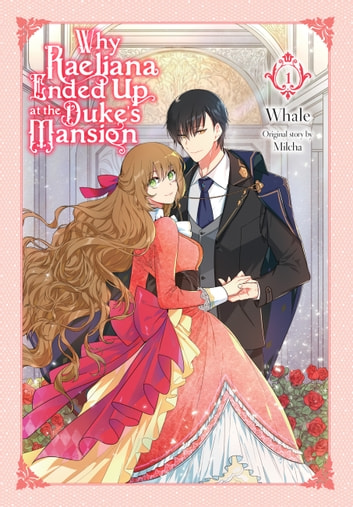 Why
Raeliana
Ended Up
at the Duke's
Mansion
1
Whale
Original story by
Milcha